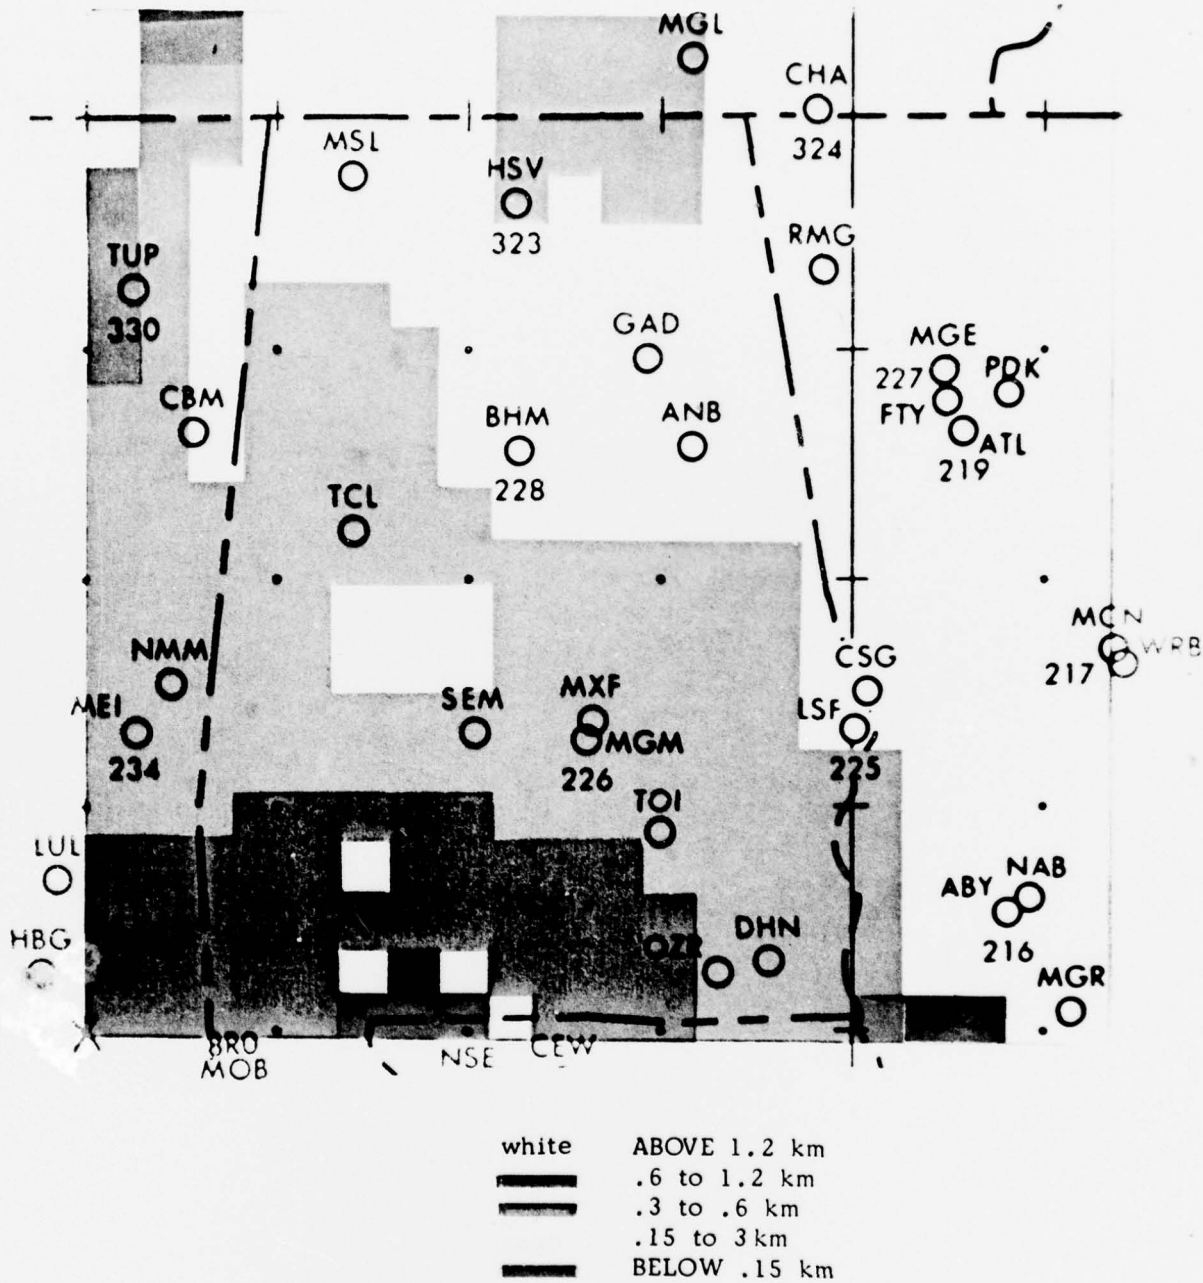 MGL
CHA
324
MSL
HSV
323
RMG
TUP
330
GAD
MGE
227
PDK
FTY
CBM
BHM
228
ANB
ATL
219
TCL
MCN
WRB
217
NMM
CSG
MEI
234
SEM
MXF
MGM
226
LSF
225
TOI
LUL
ABY
NAB
216
HBG
OZR
DHN
MGR
BRO
MOB
NSE
CEW
white ABOVE 1.2 km
.6 to 1.2 km
.3 to .6 km
.15 to 3 km
BELOW .15 km